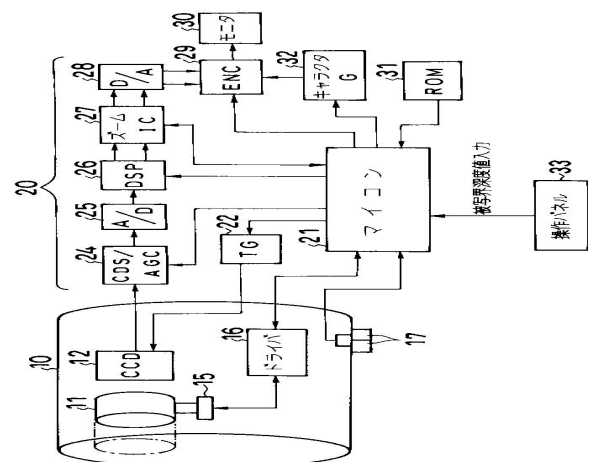 20
10
12
CCD
11
15
16
ドライバ
17
24
CDS/
AGC
25
A/D
26
DSP
27
ズーム
IC
28
D/A
29
ENC
30
モニタ
22
TG
21
マイコン
32
キャラクタ
G
31
ROM
被写界深度値入力
33
操作パネル